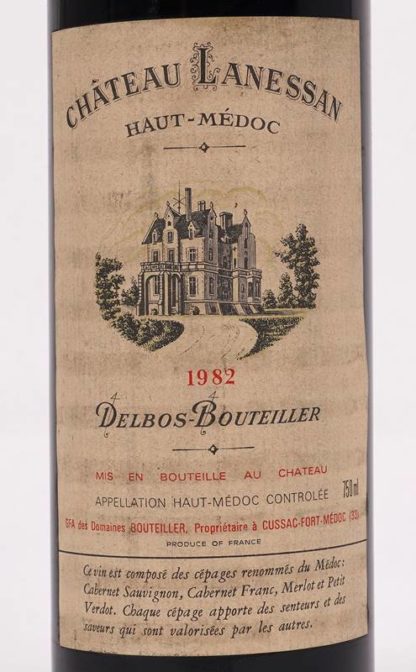 CHÂTEAU LANESSAN
HAUT-MÉDOC
1982
DELBOS-BOUTEILLER
MIS EN BOUTEILLE AU CHATEAU
APPELLATION HAUT-MÉDOC CONTROLÉE 750 ml
GFA des Domaines BOUTEILLER, Propriétaire à CUSSAC-FORT-MÉDOC (33)
PRODUCE OF FRANCE
Ce vin est composé des cépages renommés du Médoc:
Cabernet Sauvignon, Cabernet Franc, Merlot et Petit
Verdot. Chaque cépage apporte des senteurs et des
saveurs qui sont valorisées par les autres.